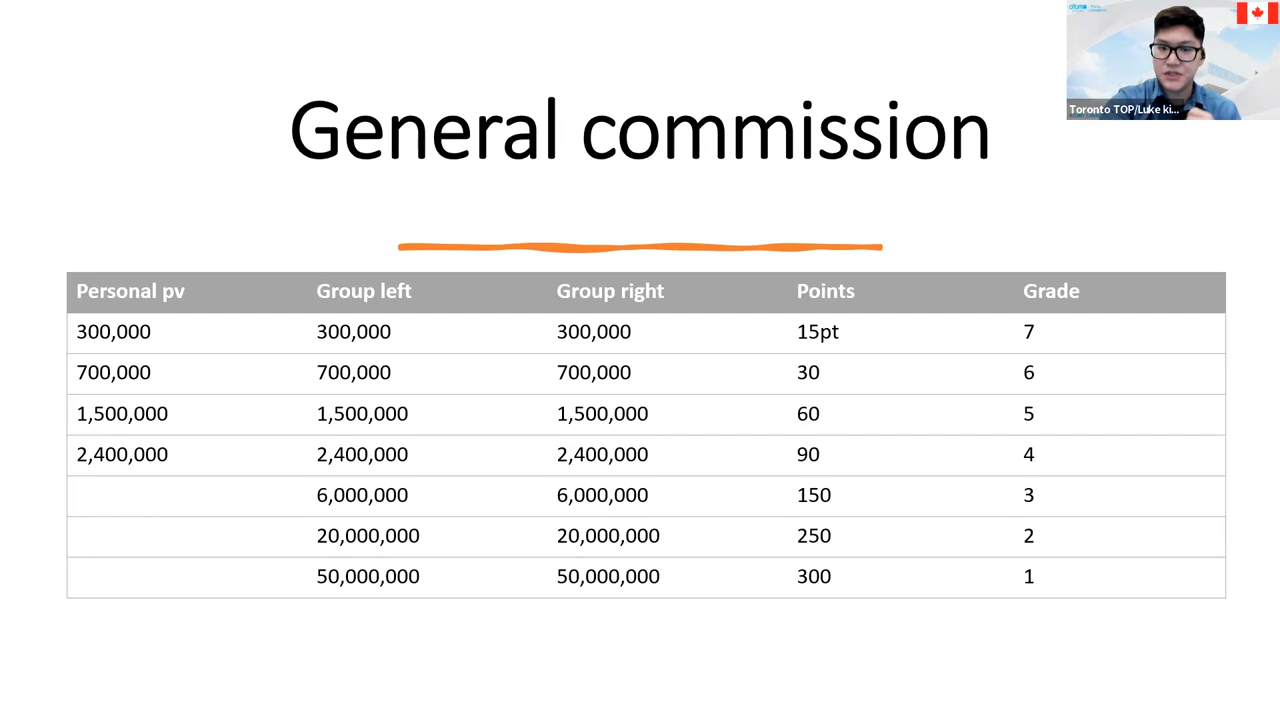 atomy
Toronto TOP/Luke ki...
General commission
Personal pv Group left Group right Points Grade
300,000 300,000 300,000 15pt 7
700,000 700,000 700,000 30 6
1,500,000 1,500,000 1,500,000 60 5
2,400,000 2,400,000 2,400,000 90 4
6,000,000 6,000,000 150 3
20,000,000 20,000,000 250 2
50,000,000 50,000,000 300 1